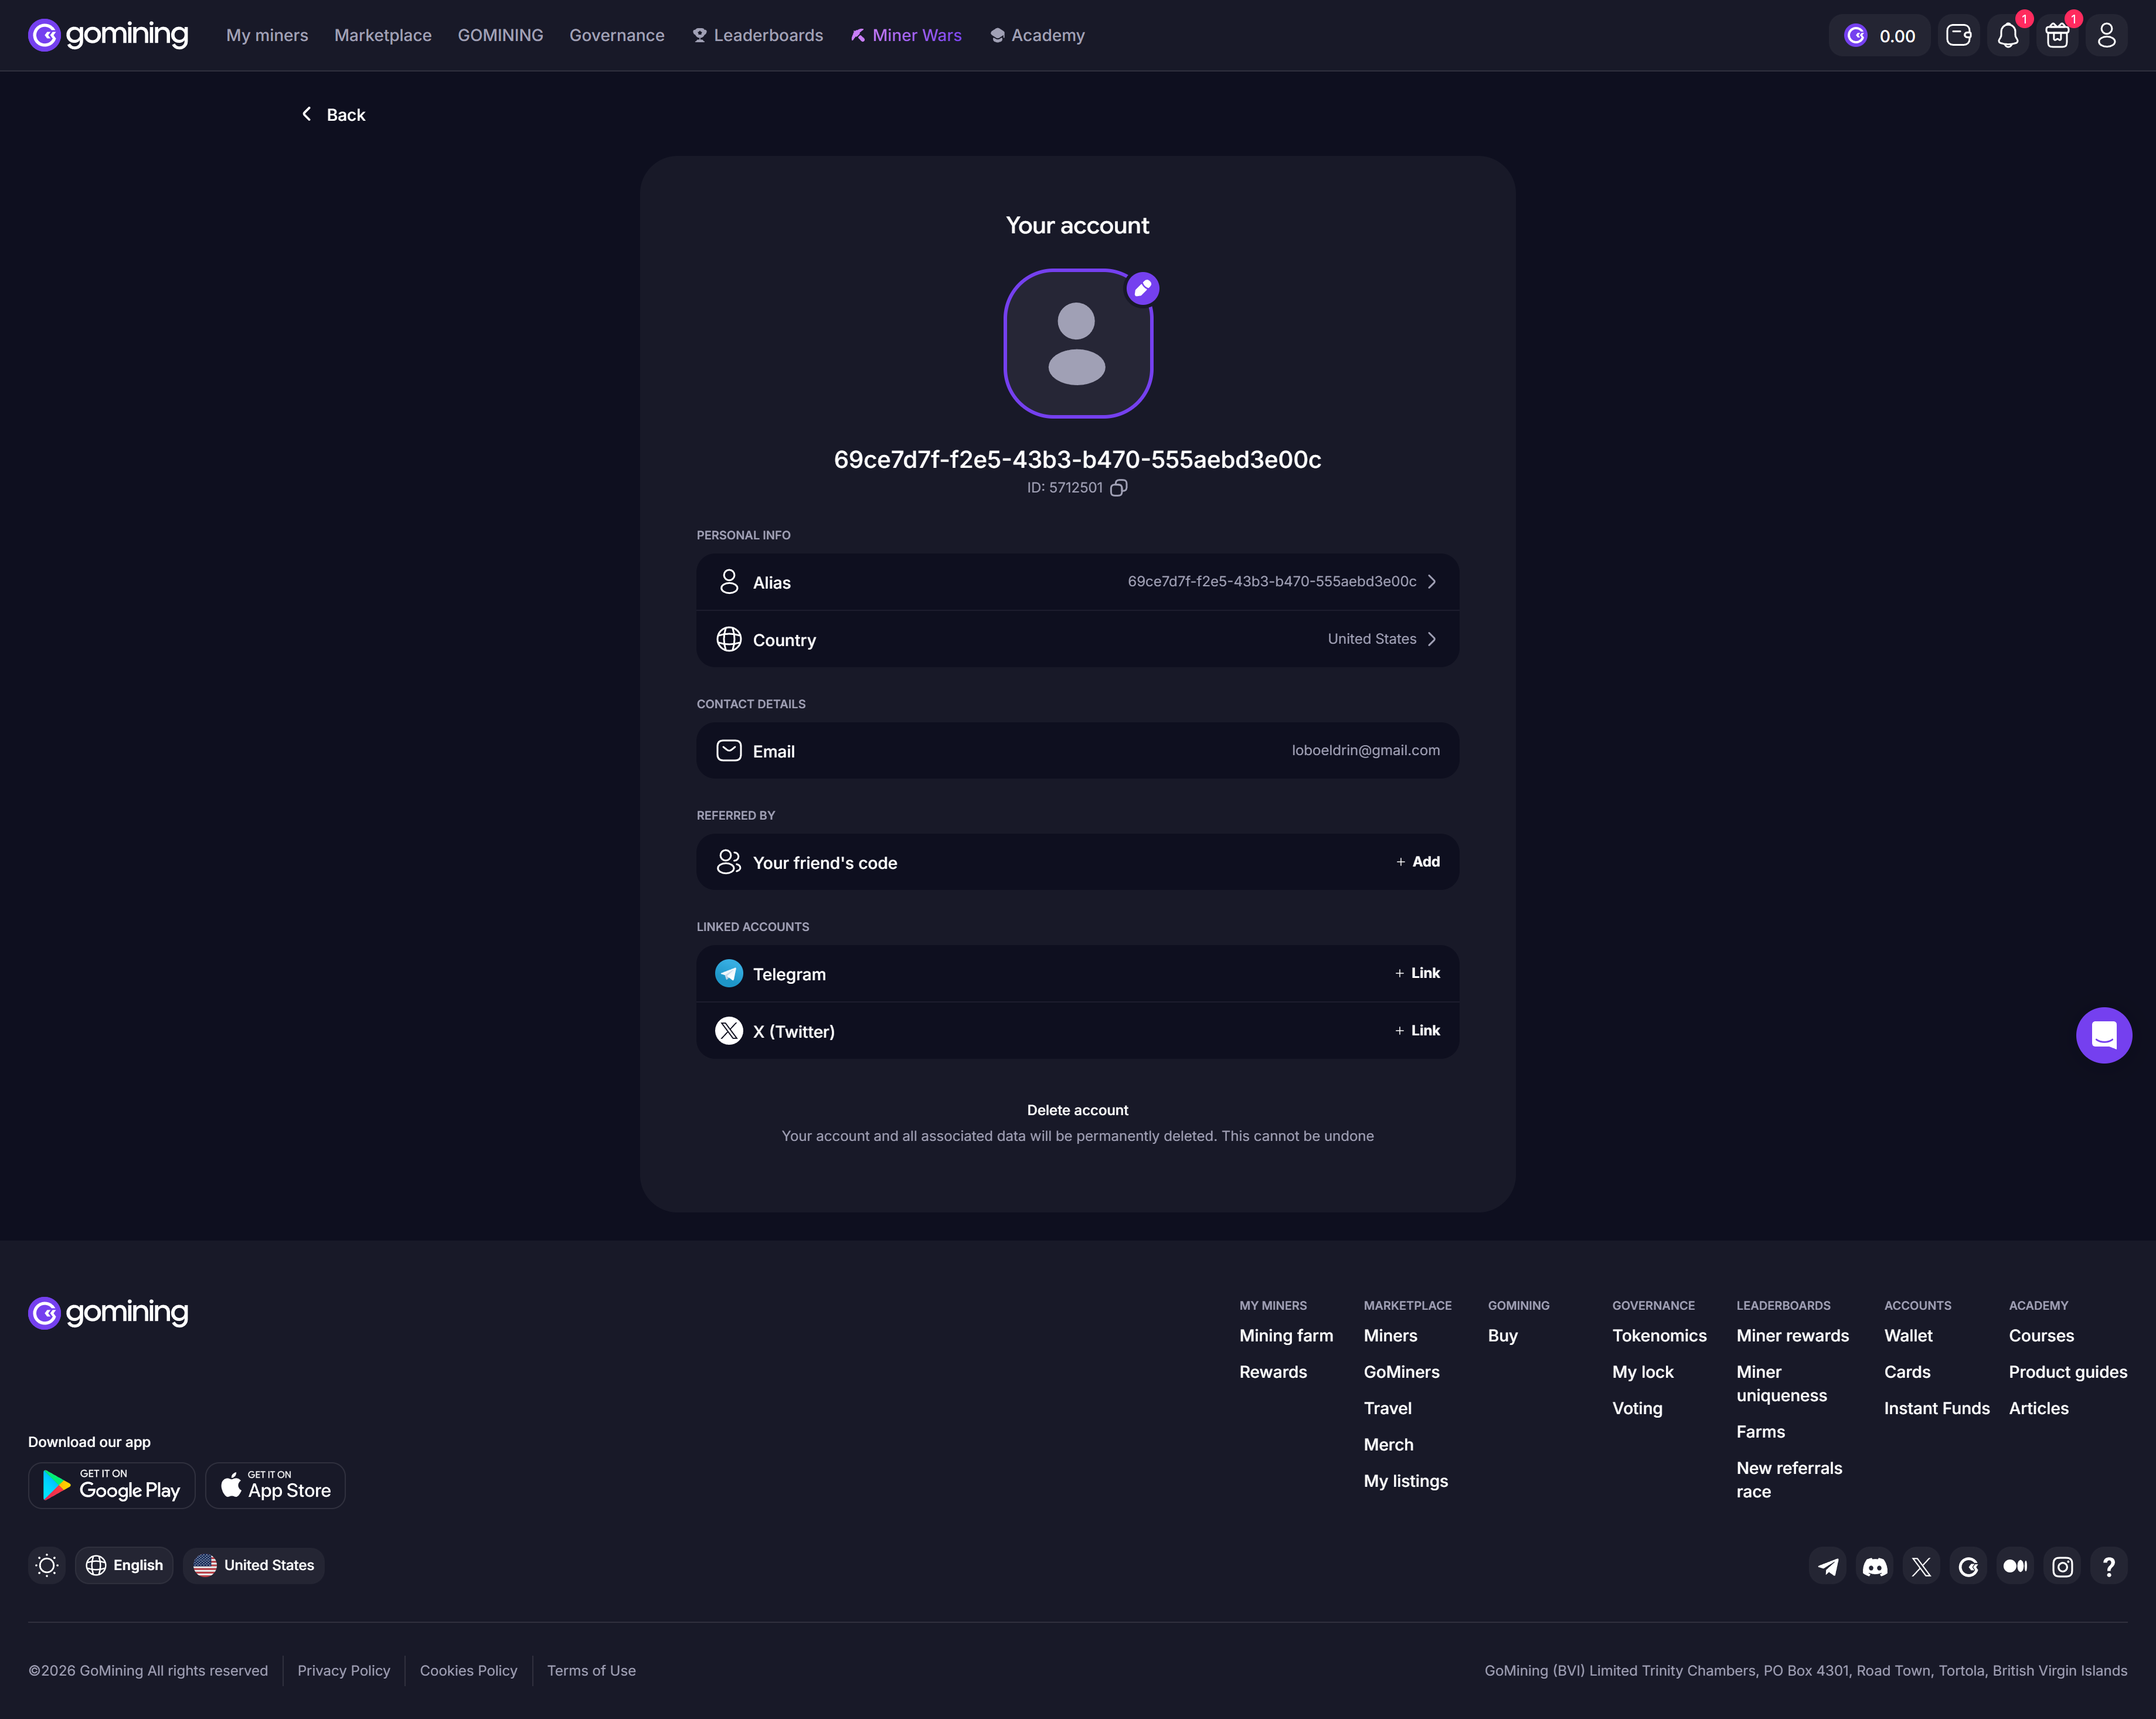 gomining
My miners
Marketplace
GOMINING
Governance
Leaderboards
Miner Wars
Academy
0.00
1
1
Back
Your account
69ce7d7f-f2e5-43b3-b470-555aebd3e00c
ID: 5712501
PERSONAL INFO
Alias
69ce7d7f-f2e5-43b3-b470-555aebd3e00c
Country
United States
CONTACT DETAILS
Email
loboeldrin@gmail.com
REFERRED BY
Your friend's code
+ Add
LINKED ACCOUNTS
Telegram
+ Link
X (Twitter)
+ Link
Delete account
Your account and all associated data will be permanently deleted. This cannot be undone
gomining
MY MINERS
Mining farm
Rewards
MARKETPLACE
Miners
GoMiners
Travel
Merch
My listings
GOMINING
Buy
GOVERNANCE
Tokenomics
My lock
Voting
LEADERBOARDS
Miner rewards
Miner
uniqueness
Farms
New referrals
race
ACCOUNTS
Wallet
Cards
Instant Funds
ACADEMY
Courses
Product guides
Articles
Download our app
GET IT ON
Google Play
GET IT ON
App Store
English
United States
©2026 GoMining All rights reserved
Privacy Policy
Cookies Policy
Terms of Use
GoMining (BVI) Limited Trinity Chambers, PO Box 4301, Road Town, Tortola, British Virgin Islands